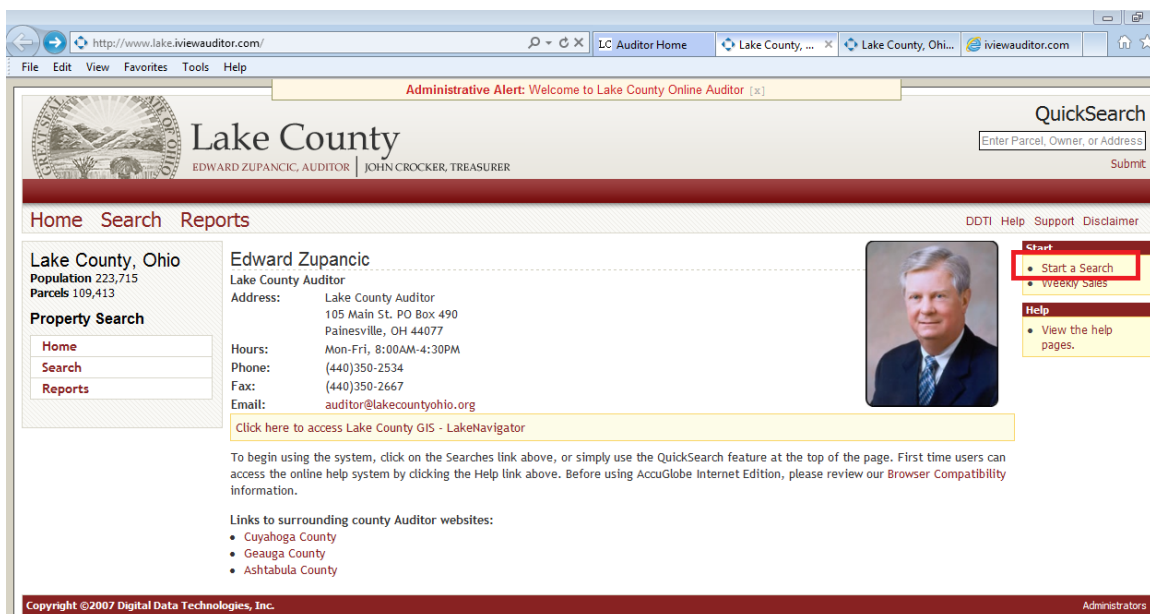 http://www.lake.iviewauditor.com/
LC Auditor Home
Lake County, ...
Lake County, Ohi...
iviewauditor.com
File Edit View Favorites Tools Help
Administrative Alert: Welcome to Lake County Online Auditor [x]
GREAT SEAL OF THE STATE OF OHIO
Lake County
EDWARD ZUPANCIC, AUDITOR | JOHN CROCKER, TREASURER
QuickSearch
Enter Parcel, Owner, or Address
Submit
Home Search Reports
DDTI Help Support Disclaimer
Lake County, Ohio
Population 223,715
Parcels 109,413
Property Search
Home
Search
Reports
Edward Zupancic
Lake County Auditor
Address: Lake County Auditor
105 Main St. PO Box 490
Painesville, OH 44077
Hours: Mon-Fri, 8:00AM-4:30PM
Phone: (440)350-2534
Fax: (440)350-2667
Email: auditor@lakecountyohio.org
Click here to access Lake County GIS - LakeNavigator
To begin using the system, click on the Searches link above, or simply use the QuickSearch feature at the top of the page. First time users can
access the online help system by clicking the Help link above. Before using AccuGlobe Internet Edition, please review our Browser Compatibility
information.
Links to surrounding county Auditor websites:
• Cuyahoga County
• Geauga County
• Ashtabula County
Start
• Start a Search
• Weekly Sales
Help
• View the help
pages.
Copyright ©2007 Digital Data Technologies, Inc.
Administrators